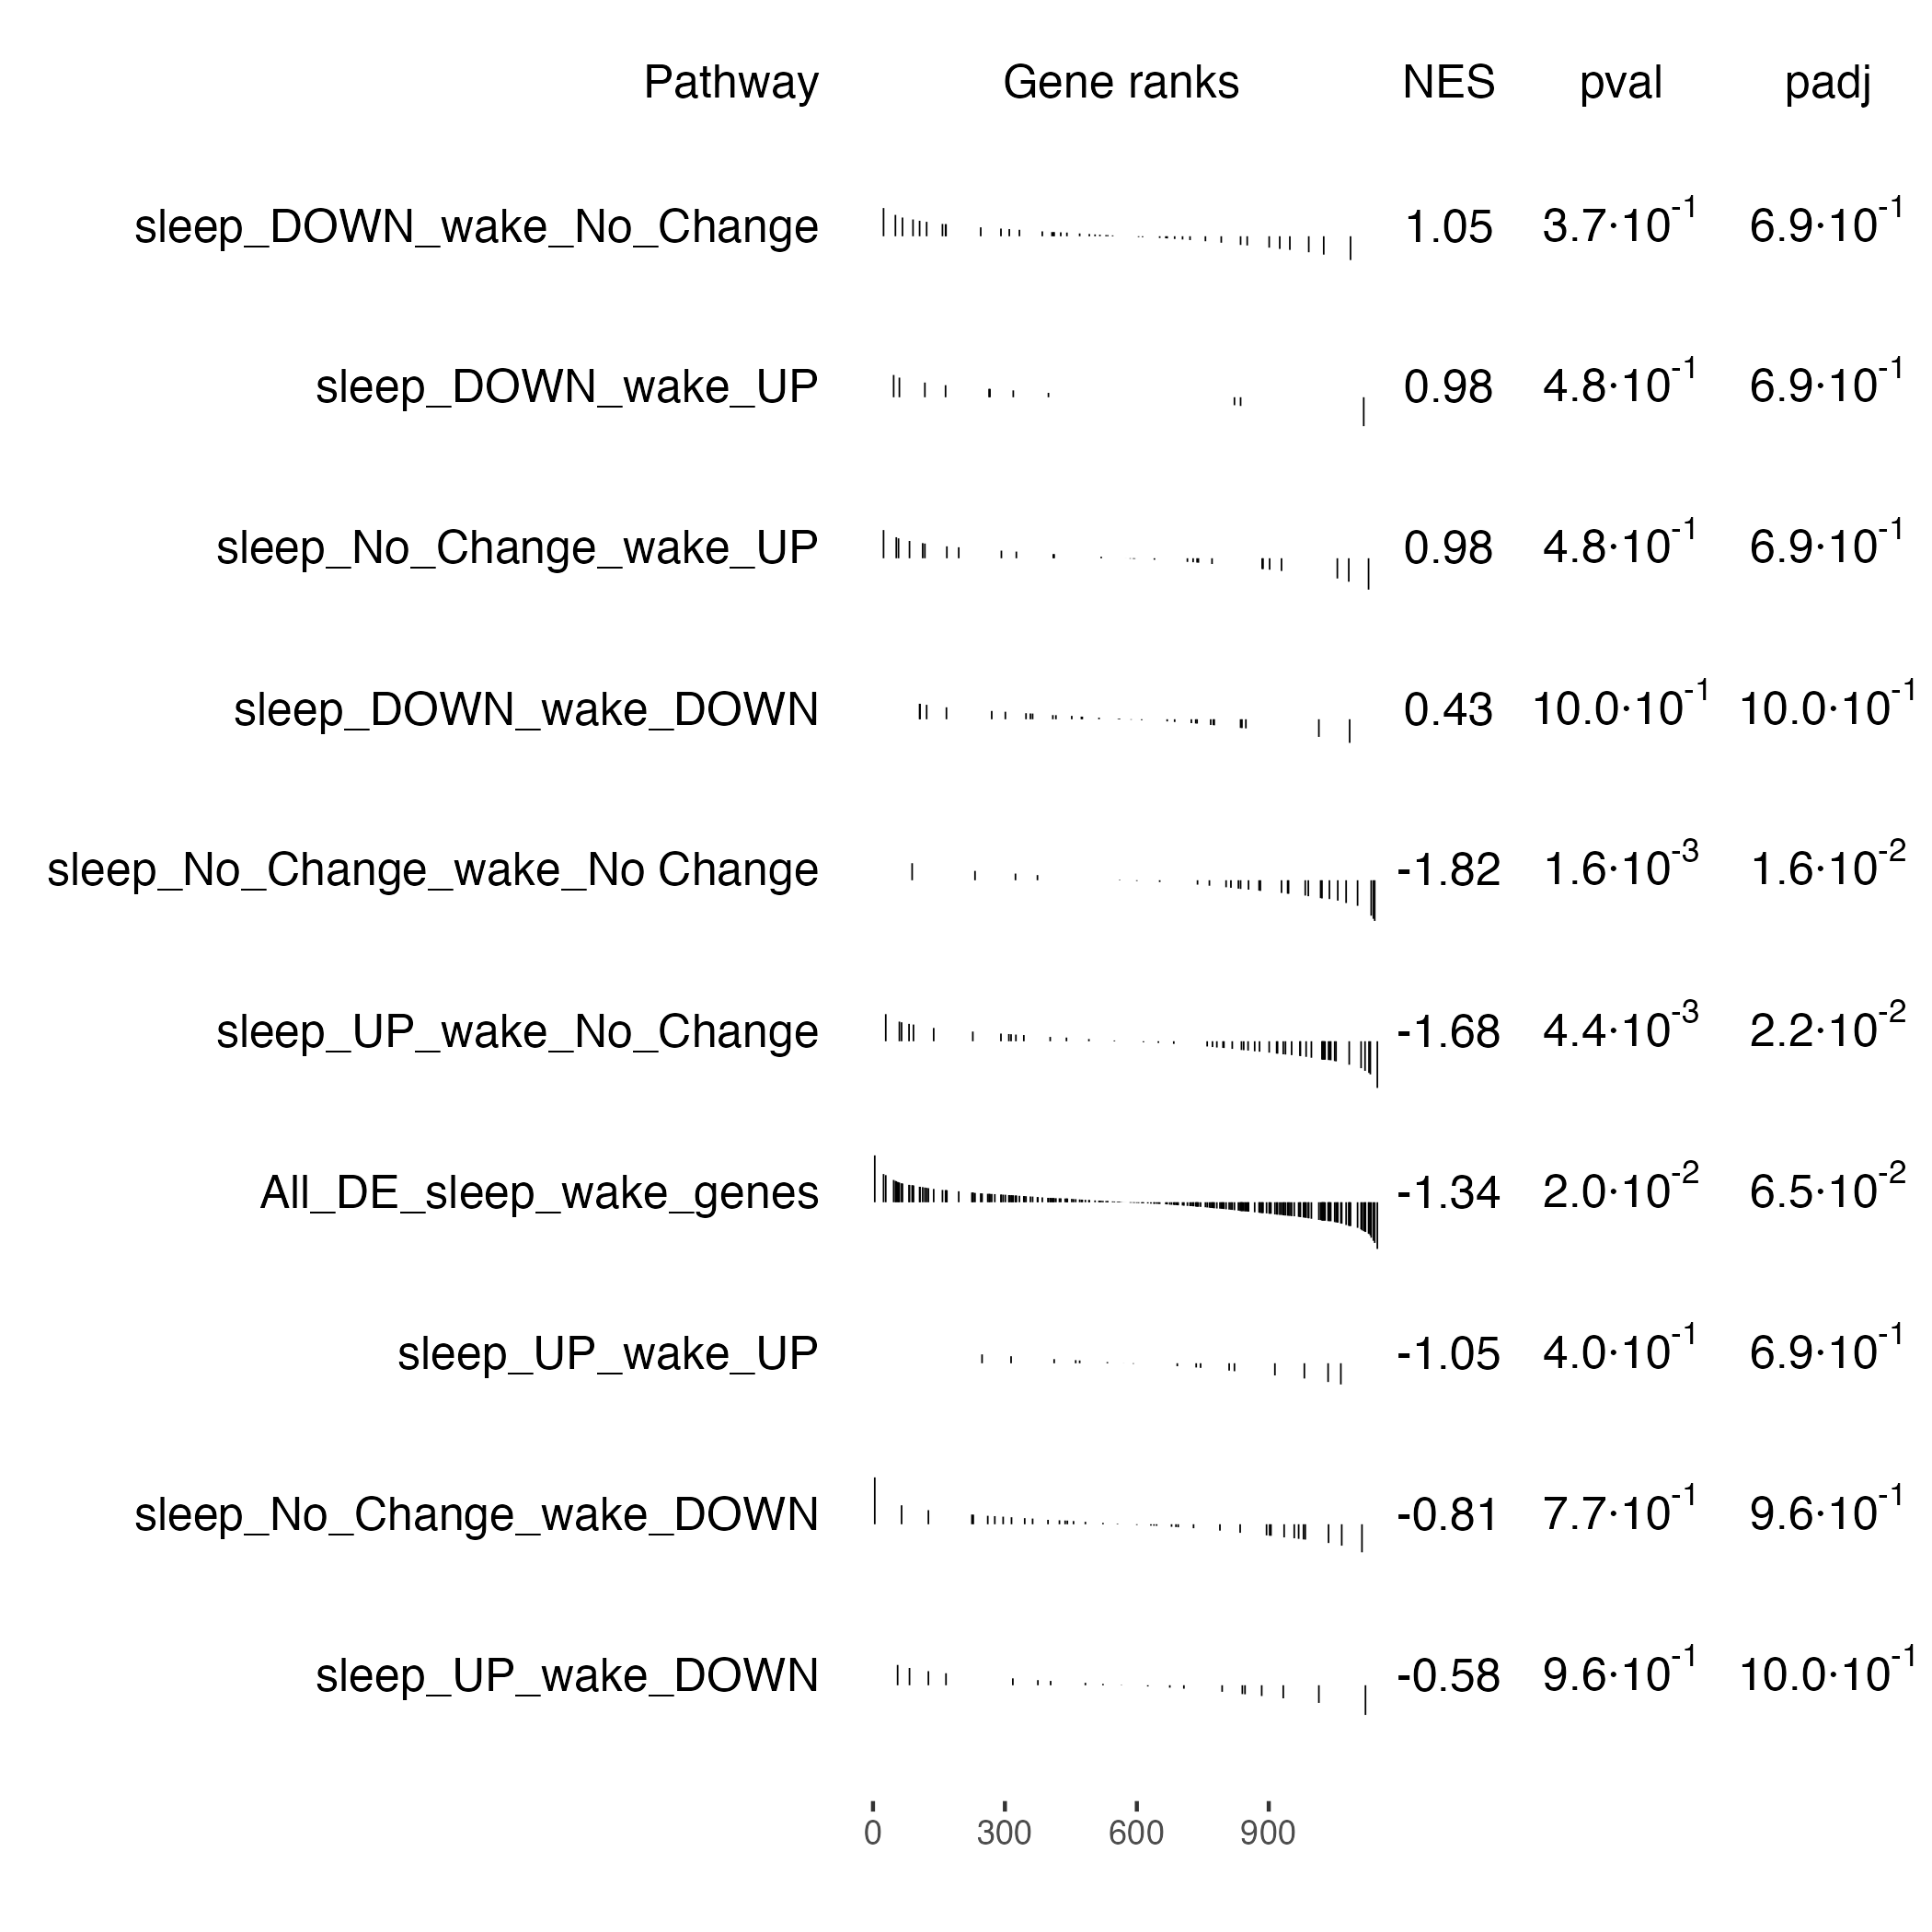 Pathway Gene ranks NES pval padj
sleep_DOWN_wake_No_Change 1.05 3.7·10⁻¹ 6.9·10⁻¹
sleep_DOWN_wake_UP 0.98 4.8·10⁻¹ 6.9·10⁻¹
sleep_No_Change_wake_UP 0.98 4.8·10⁻¹ 6.9·10⁻¹
sleep_DOWN_wake_DOWN 0.43 10.0·10⁻¹ 10.0·10⁻¹
sleep_No_Change_wake_No Change -1.82 1.6·10⁻³ 1.6·10⁻²
sleep_UP_wake_No_Change -1.68 4.4·10⁻³ 2.2·10⁻²
All_DE_sleep_wake_genes -1.34 2.0·10⁻² 6.5·10⁻²
sleep_UP_wake_UP -1.05 4.0·10⁻¹ 6.9·10⁻¹
sleep_No_Change_wake_DOWN -0.81 7.7·10⁻¹ 9.6·10⁻¹
sleep_UP_wake_DOWN -0.58 9.6·10⁻¹ 10.0·10⁻¹
0 300 600 900